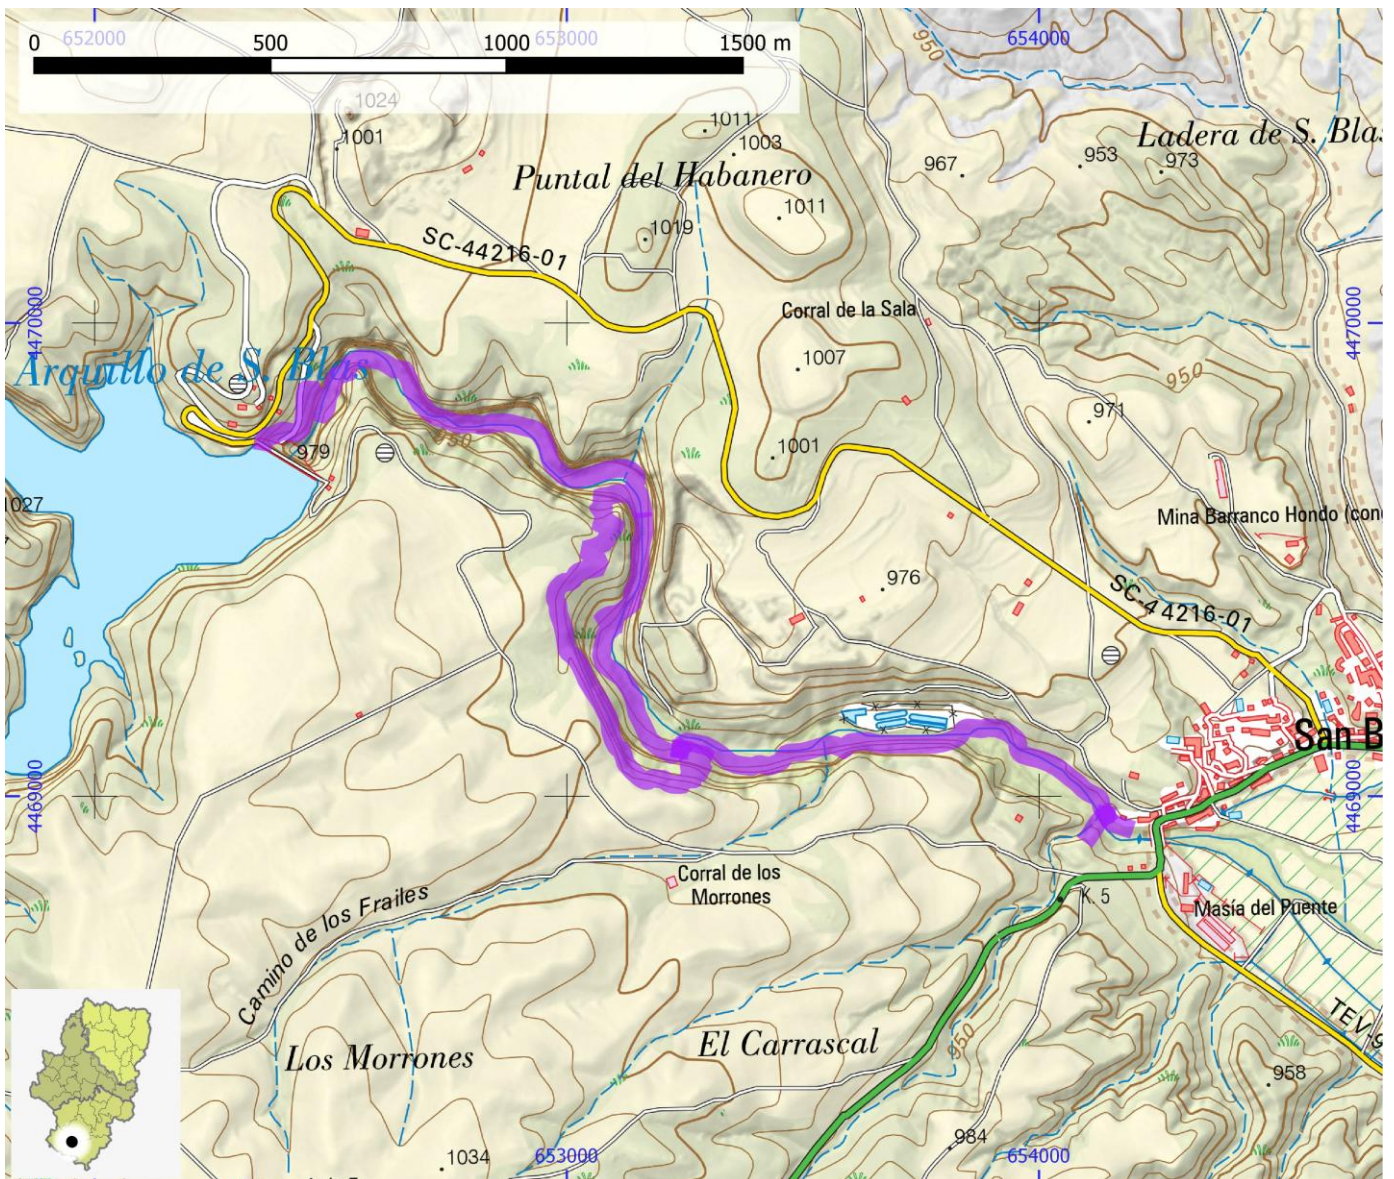 0 500 1000 1500 m
652000 653000 654000
950
1024
1001
1011
1003
Ladera de S. Blas
967
953
973
Puntal del Habanero
1011
1019
SC-44216-01
4470000
4470000
Corral de la Sala
Arquillo de S. Blas
1007
950
971
950
979
1001
1027
Mina Barranco Hondo (con
976
SC-44216-01
San B
4469000
4469000
Corral de los
Morrones
K. 5
Masía del Puente
Camino de los Frailes
TEV-9
Los Morrones
El Carrascal
950
958
984
1034
653000
654000